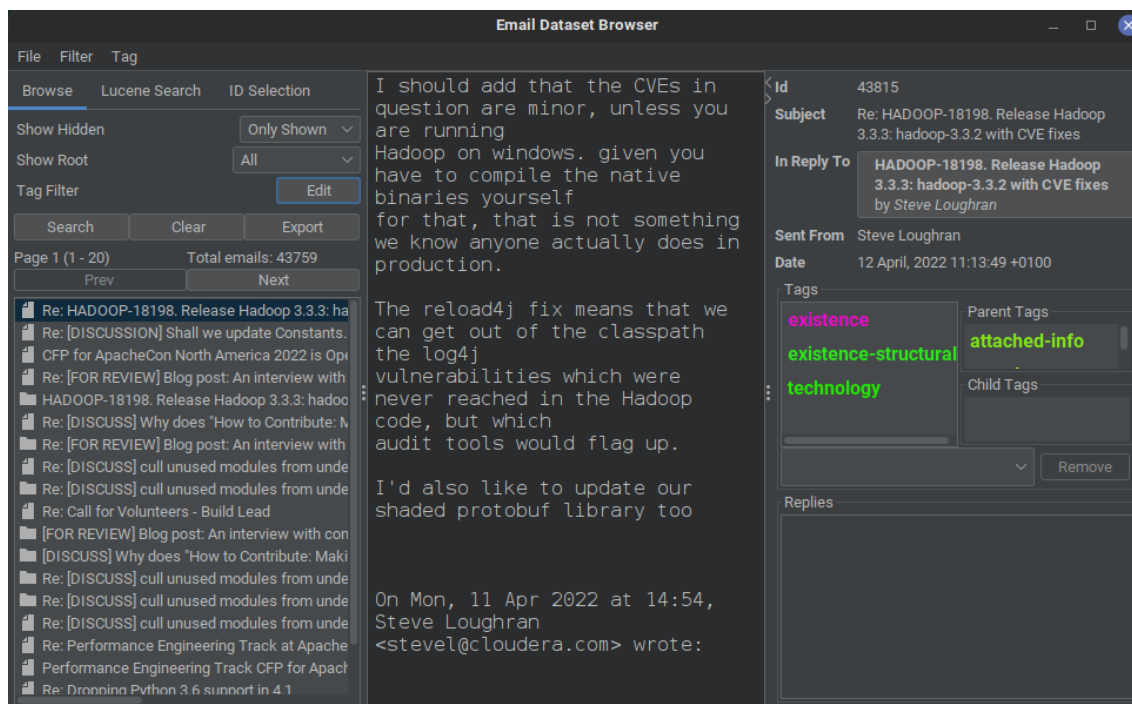 Email Dataset Browser
File Filter Tag
Browse Lucene Search ID Selection
Show Hidden Only Shown
Show Root All
Tag Filter Edit
Search Clear Export
Page 1 (1 - 20) Total emails: 43759
Prev Next
Re: HADOOP-18198. Release Hadoop 3.3.3: ha
Re: [DISCUSSION] Shall we update Constants.
CFP for ApacheCon North America 2022 is Ope
Re: [FOR REVIEW] Blog post: An interview with
HADOOP-18198. Release Hadoop 3.3.3: hadoo
Re: [DISCUSS] Why does "How to Contribute: M
Re: [FOR REVIEW] Blog post: An interview with
Re: [DISCUSS] cull unused modules from unde
Re: [DISCUSS] cull unused modules from unde
Re: Call for Volunteers - Build Lead
[FOR REVIEW] Blog post: An interview with con
[DISCUSS] Why does "How to Contribute: Maki
Re: [DISCUSS] cull unused modules from unde
Re: [DISCUSS] cull unused modules from unde
Re: [DISCUSS] cull unused modules from unde
Re: Performance Engineering Track at Apache
Performance Engineering Track CFP for Apach
Re: Dropping Python 3.6 support in 4.1
I should add that the CVEs in
question are minor, unless you
are running
Hadoop on windows. given you
have to compile the native
binaries yourself
for that, that is not something
we know anyone actually does in
production.
The reload4j fix means that we
can get out of the classpath
the log4j
vulnerabilities which were
never reached in the Hadoop
code, but which
audit tools would flag up.
I'd also like to update our
shaded protobuf library too
On Mon, 11 Apr 2022 at 14:54,
Steve Loughran
<stevel@cloudera.com> wrote:
Id 43815
Subject Re: HADOOP-18198. Release Hadoop
3.3.3: hadoop-3.3.2 with CVE fixes
In Reply To HADOOP-18198. Release Hadoop
3.3.3: hadoop-3.3.2 with CVE fixes
by Steve Loughran
Sent From Steve Loughran
Date 12 April, 2022 11:13:49 +0100
Tags
existence
existence-structural
technology
Parent Tags
attached-info
Child Tags
Remove
Replies